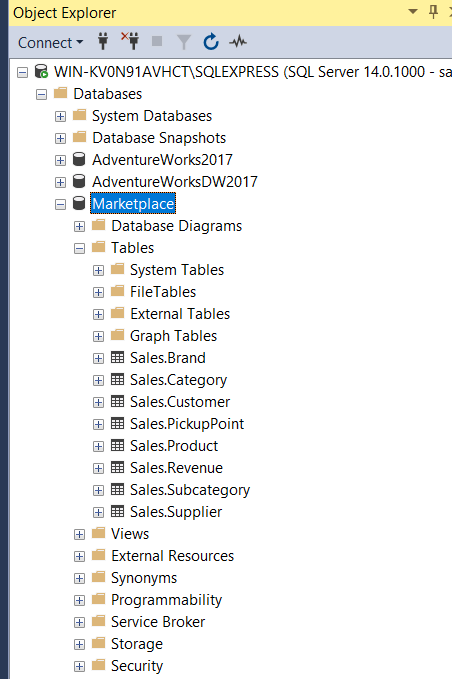 Object Explorer
Connect
WIN-KV0N91AVHCT\SQLEXPRESS (SQL Server 14.0.1000 - sa
Databases
System Databases
Database Snapshots
AdventureWorks2017
AdventureWorksDW2017
Marketplace
Database Diagrams
Tables
System Tables
FileTables
External Tables
Graph Tables
Sales.Brand
Sales.Category
Sales.Customer
Sales.PickupPoint
Sales.Product
Sales.Revenue
Sales.Subcategory
Sales.Supplier
Views
External Resources
Synonyms
Programmability
Service Broker
Storage
Security